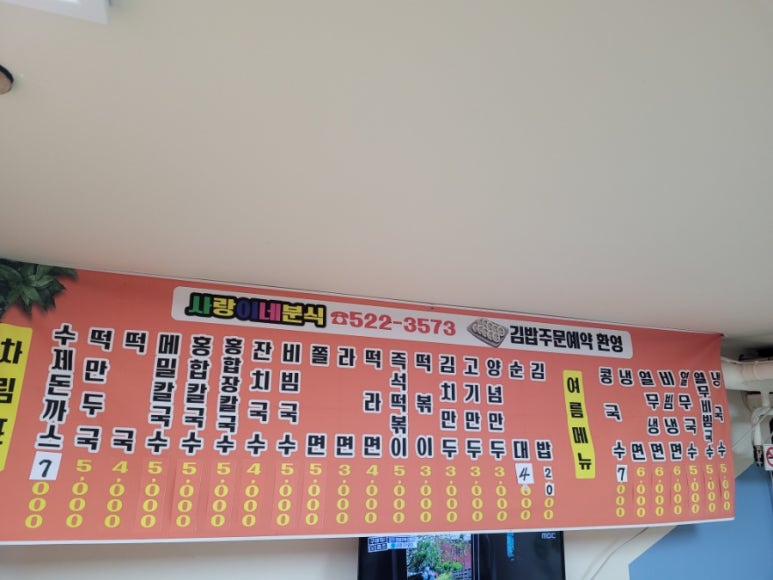 사랑이네분식 ☎522-3573 김밥주문예약 환영
차림표
수제돈까스 7000
떡만두국 5,000
떡국 4,000
메밀칼국수 5,000
홍합칼국수 5,000
홍합장칼국수 5,000
잔치국수 4,000
비빔국수 5,000
쫄면 5,000
라면 3,000
떡라면 4,000
즉석떡볶이 5,000
떡볶이 3,000
김치만두 3,000
고기만두 3,000
양념만두 3,000
순대 4,000
김밥 2000
여름메뉴
콩국수 7,000
냉면 6,000
열무냉면 6,000
비빔냉면 6,000
열무국수 5,000
열무비빔국수 5,000
냉국수 5,000
MBC